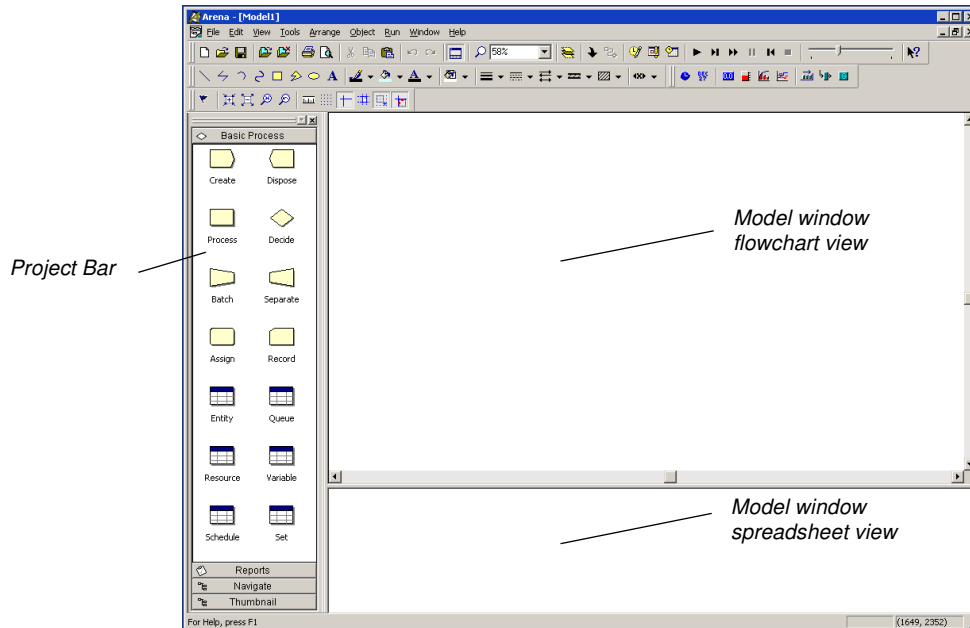 Arena - [Model1]
File Edit View Tools Arrange Object Run Window Help
58%
A A
Basic Process
Create Dispose
Process Decide
Batch Separate
Assign Record
Entity Queue
Resource Variable
Schedule Set
Reports
Navigate
Thumbnail
For Help, press F1
(1649, 2352)
Project Bar
Model window
flowchart view
Model window
spreadsheet view